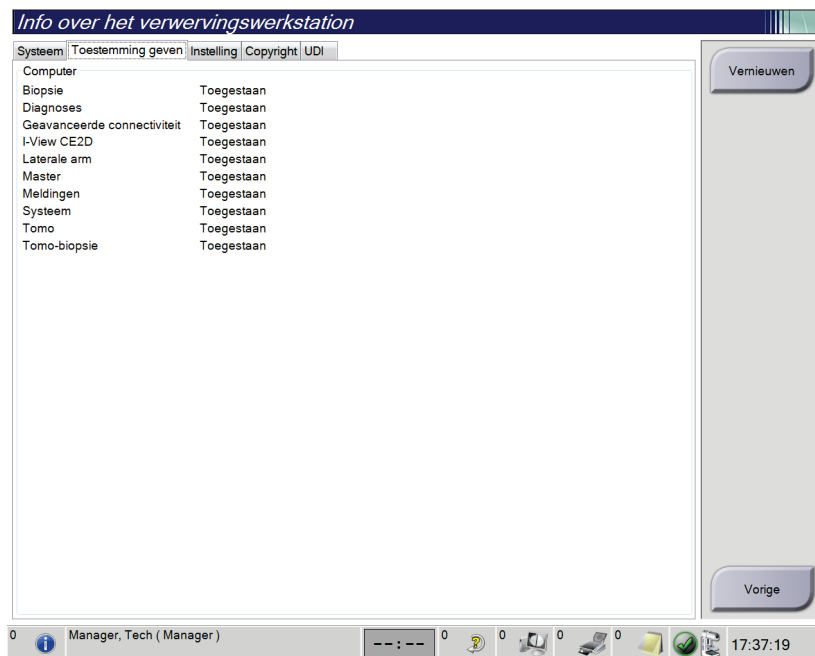 Info over het verwervingswerkstation
Systeem Toestemming geven Instelling Copyright UDI
Vernieuwen
Computer
Biopsie Toegestaan
Diagnoses Toegestaan
Geavanceerde connectiviteit Toegestaan
I-View CE2D Toegestaan
Laterale arm Toegestaan
Master Toegestaan
Meldingen Toegestaan
Systeem Toegestaan
Tomo Toegestaan
Tomo-biopsie Toegestaan
Vorige
0 Manager, Tech ( Manager ) --:-- 0 0 0 0 17:37:19